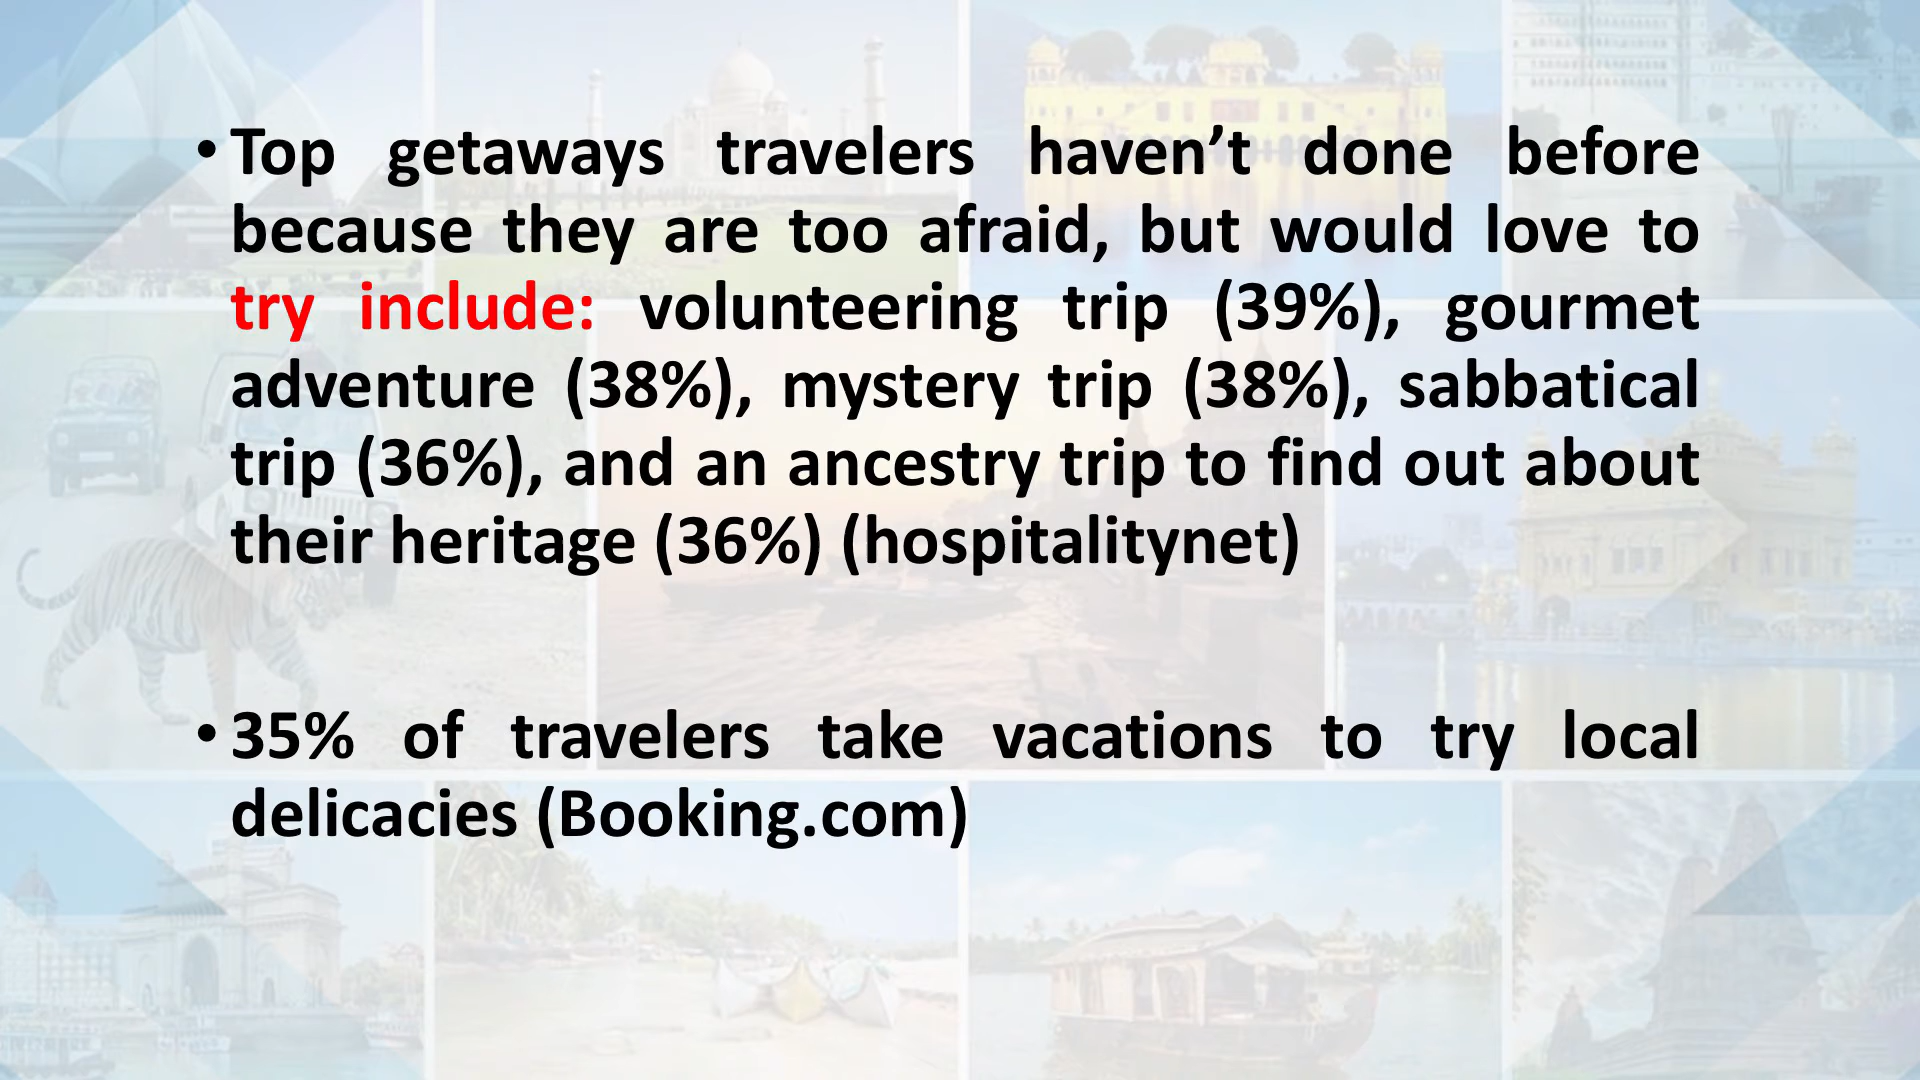 • Top getaways travelers haven’t done before
because they are too afraid, but would love to
try include: volunteering trip (39%), gourmet
adventure (38%), mystery trip (38%), sabbatical
trip (36%), and an ancestry trip to find out about
their heritage (36%) (hospitalitynet)
• 35% of travelers take vacations to try local
delicacies (Booking.com)